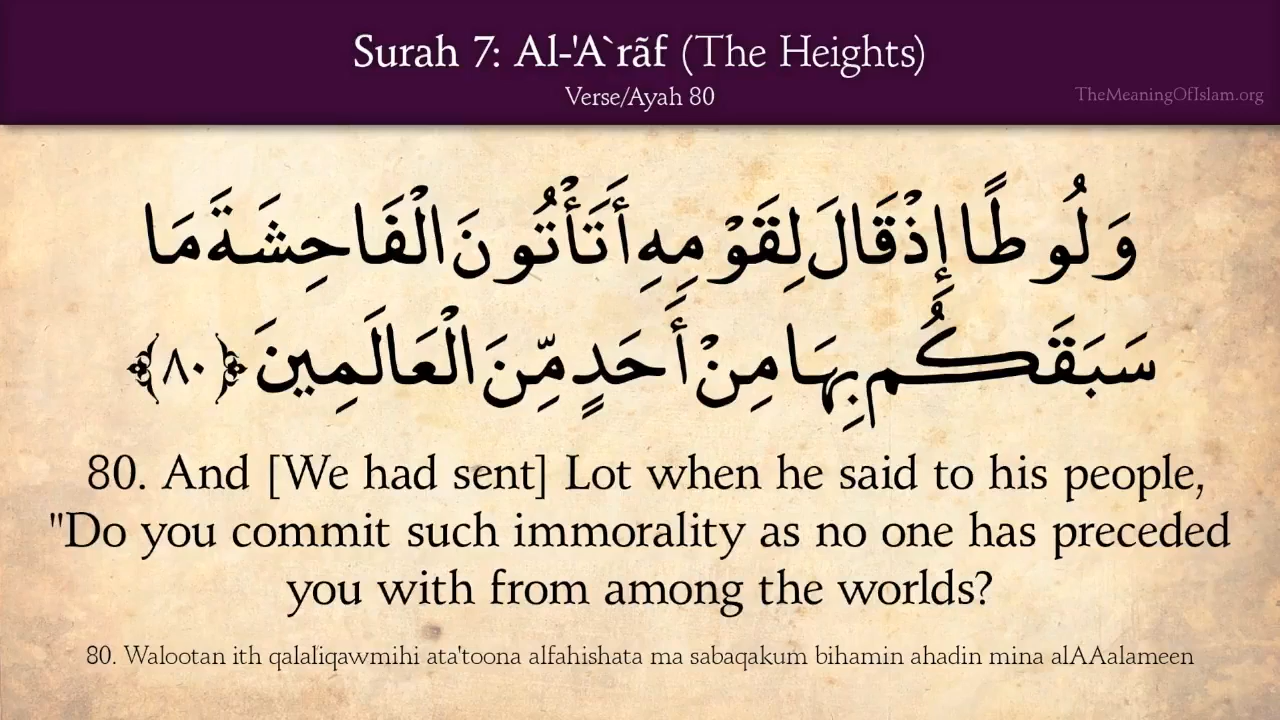 Surah 7: Al-'A`rãf (The Heights)
Verse/Ayah 80
TheMeaningOfIslam.org
وَلُوطًا إِذْ قَالَ لِقَوْمِهِ أَتَأْتُونَ الْفَاحِشَةَ مَا
سَبَقَكُم بِهَا مِنْ أَحَدٍ مِّنَ الْعَالَمِينَ ﴿٨٠﴾
80. And [We had sent] Lot when he said to his people,
"Do you commit such immorality as no one has preceded
you with from among the worlds?
80. Walootan ith qalaliqawmihi ata'toona alfahishata ma sabaqakum bihamin ahadin mina alAAalameen